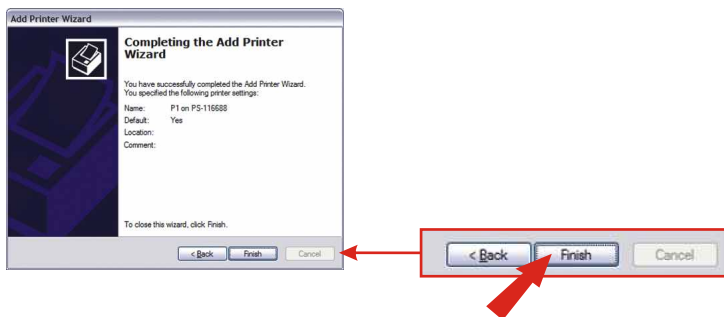 Add Printer Wizard
Completing the Add Printer
Wizard
You have successfully completed the Add Printer Wizard.
You specified the following printer settings:
Name: P1 on PS-116688
Default: Yes
Location:
Comment:
To close this wizard, click Finish.
< Back Finish Cancel
< Back Finish Cancel